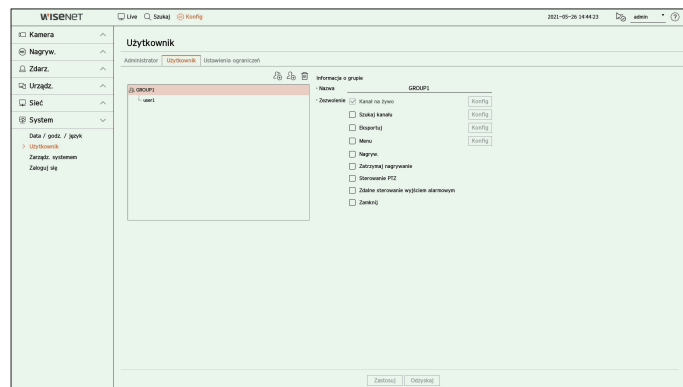 WISENET
Live Szukaj Konfig
2021-05-26 14:44:23 admin
Kamera
Nagryw.
Zdarz.
Urządz.
Sieć
System
Data / godz. / język
Użytkownik
Zarządz. systemem
Zaloguj się
Użytkownik
Administrator Użytkownik Ustawienia ograniczeń
GROUP1
user1
Informacja o grupie
• Nazwa GROUP1
• Zezwolenie Kanał na żywo Konfig
Szukaj kanału Konfig
Eksportuj Konfig
Menu Konfig
Nagryw.
Zatrzymaj nagrywanie
Sterowanie PTZ
Zdalne sterowanie wyjściem alarmowym
Zamknij
Zastosuj Odzyskaj